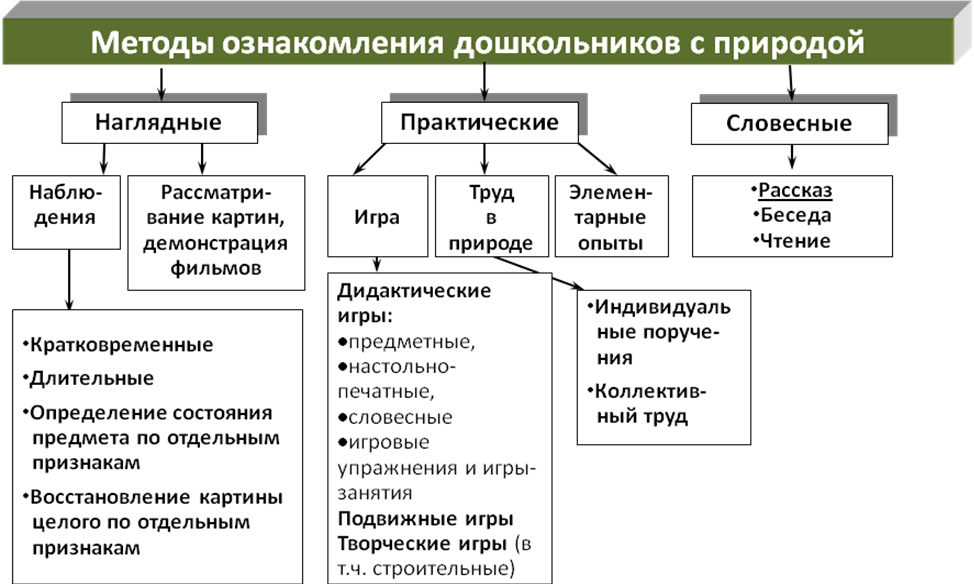 Методы ознакомления дошкольников с природой
Наглядные
Практические
Словесные
Наблю-
дения
Рассматри-
вание картин,
демонстрация
фильмов
Игра
Труд
в
природе
Элемен-
тарные
опыты
•Рассказ
•Беседа
•Чтение
•Кратковременные
•Длительные
•Определение состояния
предмета по отдельным
признакам
•Восстановление картины
целого по отдельным
признакам
Дидактические
игры:
●предметные,
●настольно-
печатные,
●словесные
●игровые
упражнения и игры-
занятия
Подвижные игры
Творческие игры (в
т.ч. строительные)
•Индивидуаль
ные поруче-
ния
•Коллектив-
ный труд